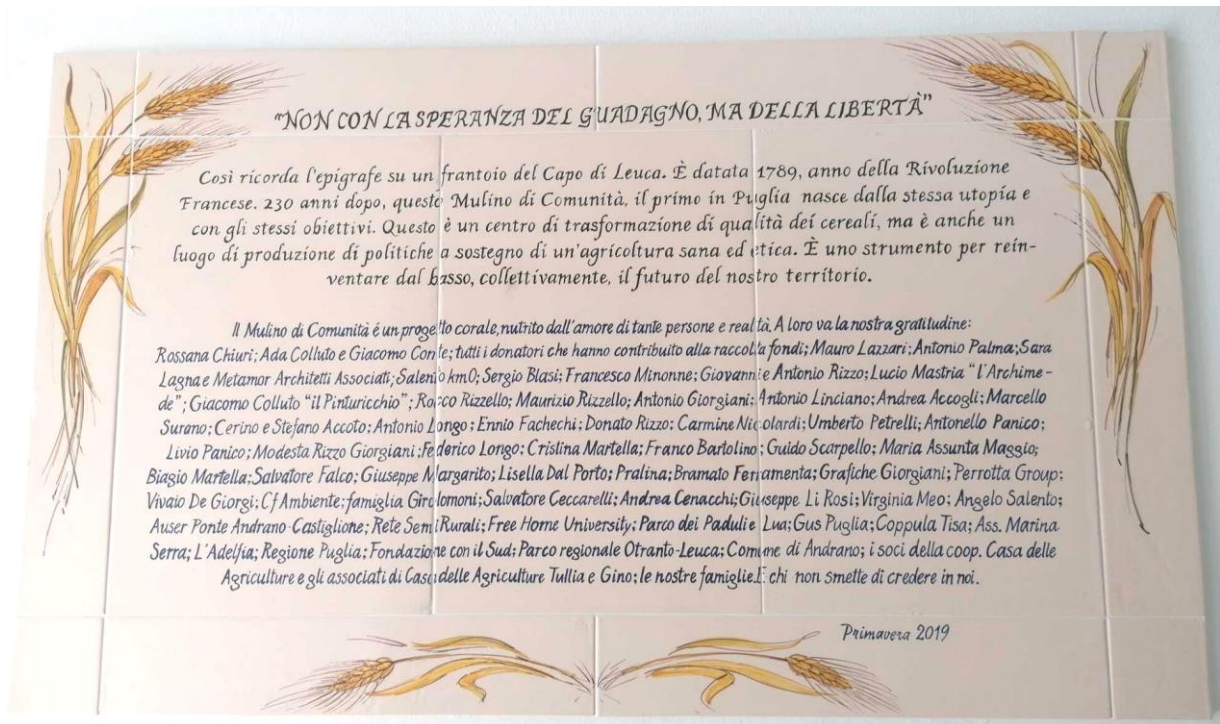 "NON CON LA SPERANZA DEL GUADAGNO, MA DELLA LIBERTÀ"
Così ricorda l'epigrafe su un frantoio del Capo di Leuca. È datata 1789, anno della Rivoluzione
Francese. 230 anni dopo, questo Mulino di Comunità, il primo in Puglia nasce dalla stessa utopia e
con gli stessi obiettivi. Questo è un centro di trasformazione di qualità dei cereali, ma è anche un
luogo di produzione di politiche a sostegno di un'agricoltura sana ed etica. È uno strumento per rein-
ventare dal basso, collettivamente, il futuro del nostro territorio.
Il Mulino di Comunità é un progetto corale, nutrito dall'amore di tante persone e realtà. A loro va la nostra gratitudine:
Rossana Chiuri; Ada Colluto e Giacomo Conte; tutti i donatori che hanno contribuito alla raccolta fondi; Mauro Lazzari; Antonio Palma; Sara
Lagna e Metamor Architetti Associati; Salento km0; Sergio Blasi; Francesco Minonne; Giovanni e Antonio Rizzo; Lucio Mastria "l'Archime-
de"; Giacomo Colluto "il Pinturicchio"; Rocco Rizzello; Maurizio Rizzello; Antonio Giorgiani; Antonio Linciano; Andrea Accogli; Marcello
Surano; Cerino e Stefano Accoto; Antonio Longo; Ennio Fachechi; Donato Rizzo; Carmine Nicolardi; Umberto Petrelli; Antonello Panico;
Livio Panico; Modesta Rizzo Giorgiani; Federico Longo; Cristina Martella; Franco Bartolino; Guido Scarpello; Maria Assunta Maggio;
Biagio Martella; Salvatore Falco; Giuseppe Margarito; Lisella Dal Porto; Pralina; Bramato Ferramenta; Grafiche Giorgiani; Perrotta Group;
Vivaio De Giorgi; Cf Ambiente; famiglia Girolomoni; Salvatore Ceccarelli; Andrea Cenacchi; Giuseppe Li Rosi; Virginia Meo; Angelo Salento;
Auser Ponte Andrano-Castiglione; Rete Semi Rurali; Free Home University; Parco dei Paduli e Lua; Gus Puglia; Coppula Tisa; Ass. Marina
Serra; L'Adelfia; Regione Puglia; Fondazione con il Sud; Parco regionale Otranto-Leuca; Comune di Andrano; i soci della coop. Casa delle
Agriculture e gli associati di Casa delle Agriculture Tullia e Gino; le nostre famiglie. E chi non smette di credere in noi.
Primavera 2019